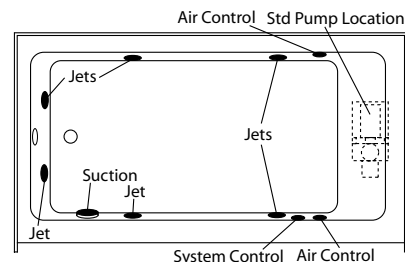 Air Control
Std Pump Location
Jets
Jets
Suction
Jet
Jet
System Control
Air Control